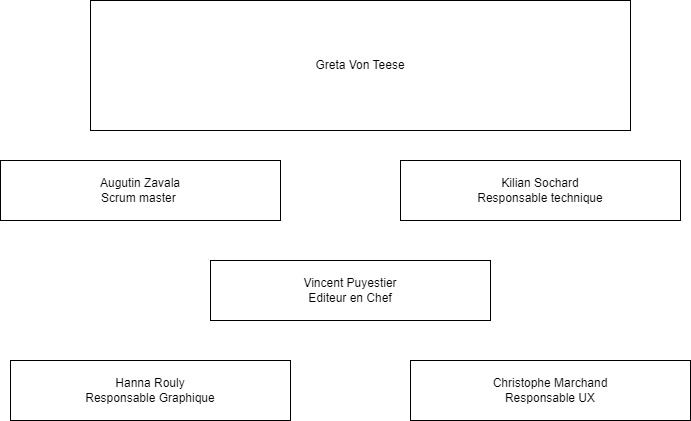 Greta Von Teese
Augutin Zavala
Scrum master
Kilian Sochard
Responsable technique
Vincent Puyestier
Editeur en Chef
Hanna Rouly
Responsable Graphique
Christophe Marchand
Responsable UX